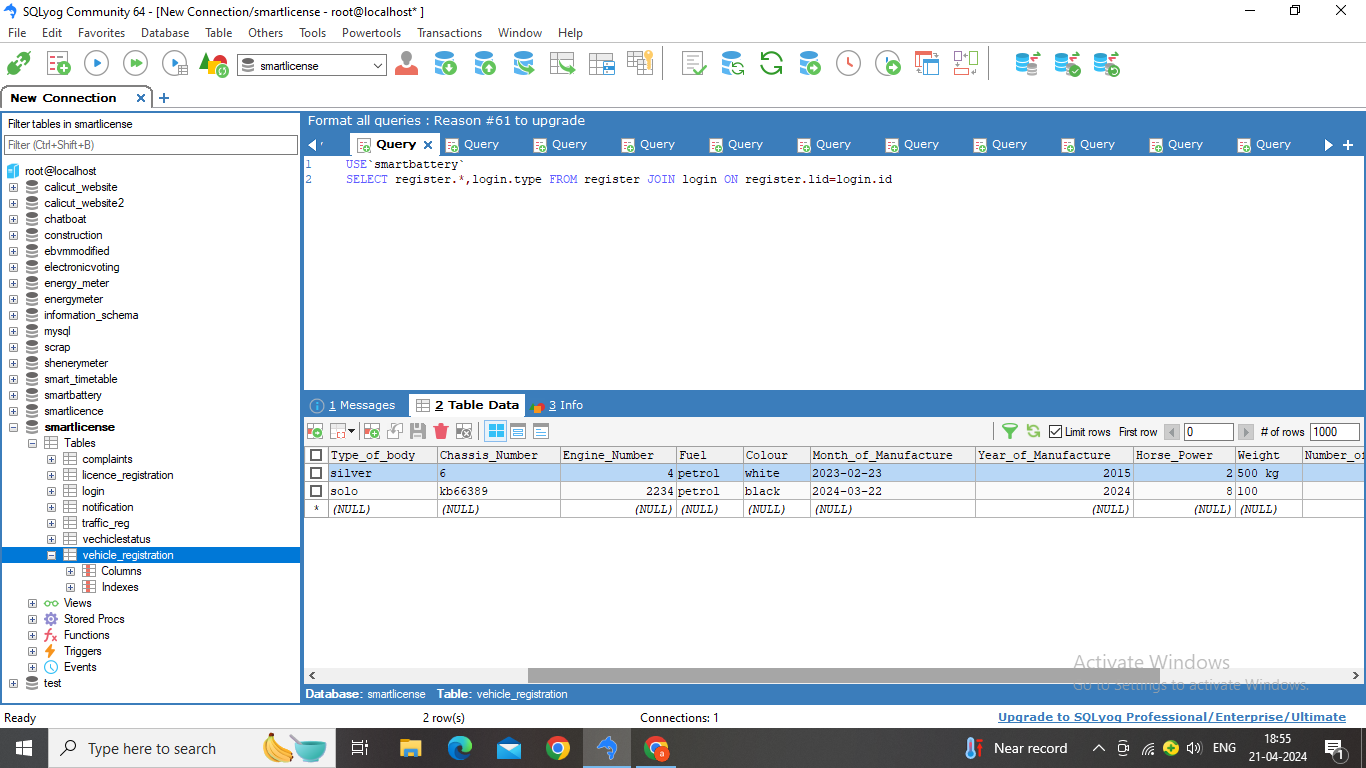 SQLyog Community 64 - [New Connection/smartlicense - root@localhost* ]
File Edit Favorites Database Table Others Tools Powertools Transactions Window Help
smartlicense
New Connection
Filter tables in smartlicense
Filter (Ctrl+Shift+B)
root@localhost
calicut_website
calicut_website2
chatboat
construction
ebvmmodified
electronicvoting
energy_meter
energymeter
information_schema
mysql
scrap
shenerymeter
smart_timetable
smartbattery
smartlicence
smartlicense
Tables
complaints
licence_registration
login
notification
traffic_reg
vechiclestatus
vehicle_registration
Columns
Indexes
Views
Stored Procs
Functions
Triggers
Events
test
Format all queries : Reason #61 to upgrade
Query Query Query Query Query Query Query Query Query Query Query
1 USE`smartbattery`
2 SELECT register.*,login.type FROM register JOIN login ON register.lid=login.id
1 Messages 2 Table Data 3 Info
Limit rows First row 0 # of rows 1000
Type_of_body Chassis_Number Engine_Number Fuel Colour Month_of_Manufacture Year_of_Manufacture Horse_Power Weight Number_o
silver 6 4 petrol white 2023-02-23 2015 2 500 kg
solo kb66389 2234 petrol black 2024-03-22 2024 8 100
* (NULL) (NULL) (NULL) (NULL) (NULL) (NULL) (NULL) (NULL) (NULL)
Activate Windows
Go to Settings to activate Windows.
Database: smartlicense Table: vehicle_registration
Ready 2 row(s) Connections: 1 Upgrade to SQLyog Professional/Enterprise/Ultimate
Type here to search Near record ENG 18:55
21-04-2024 1